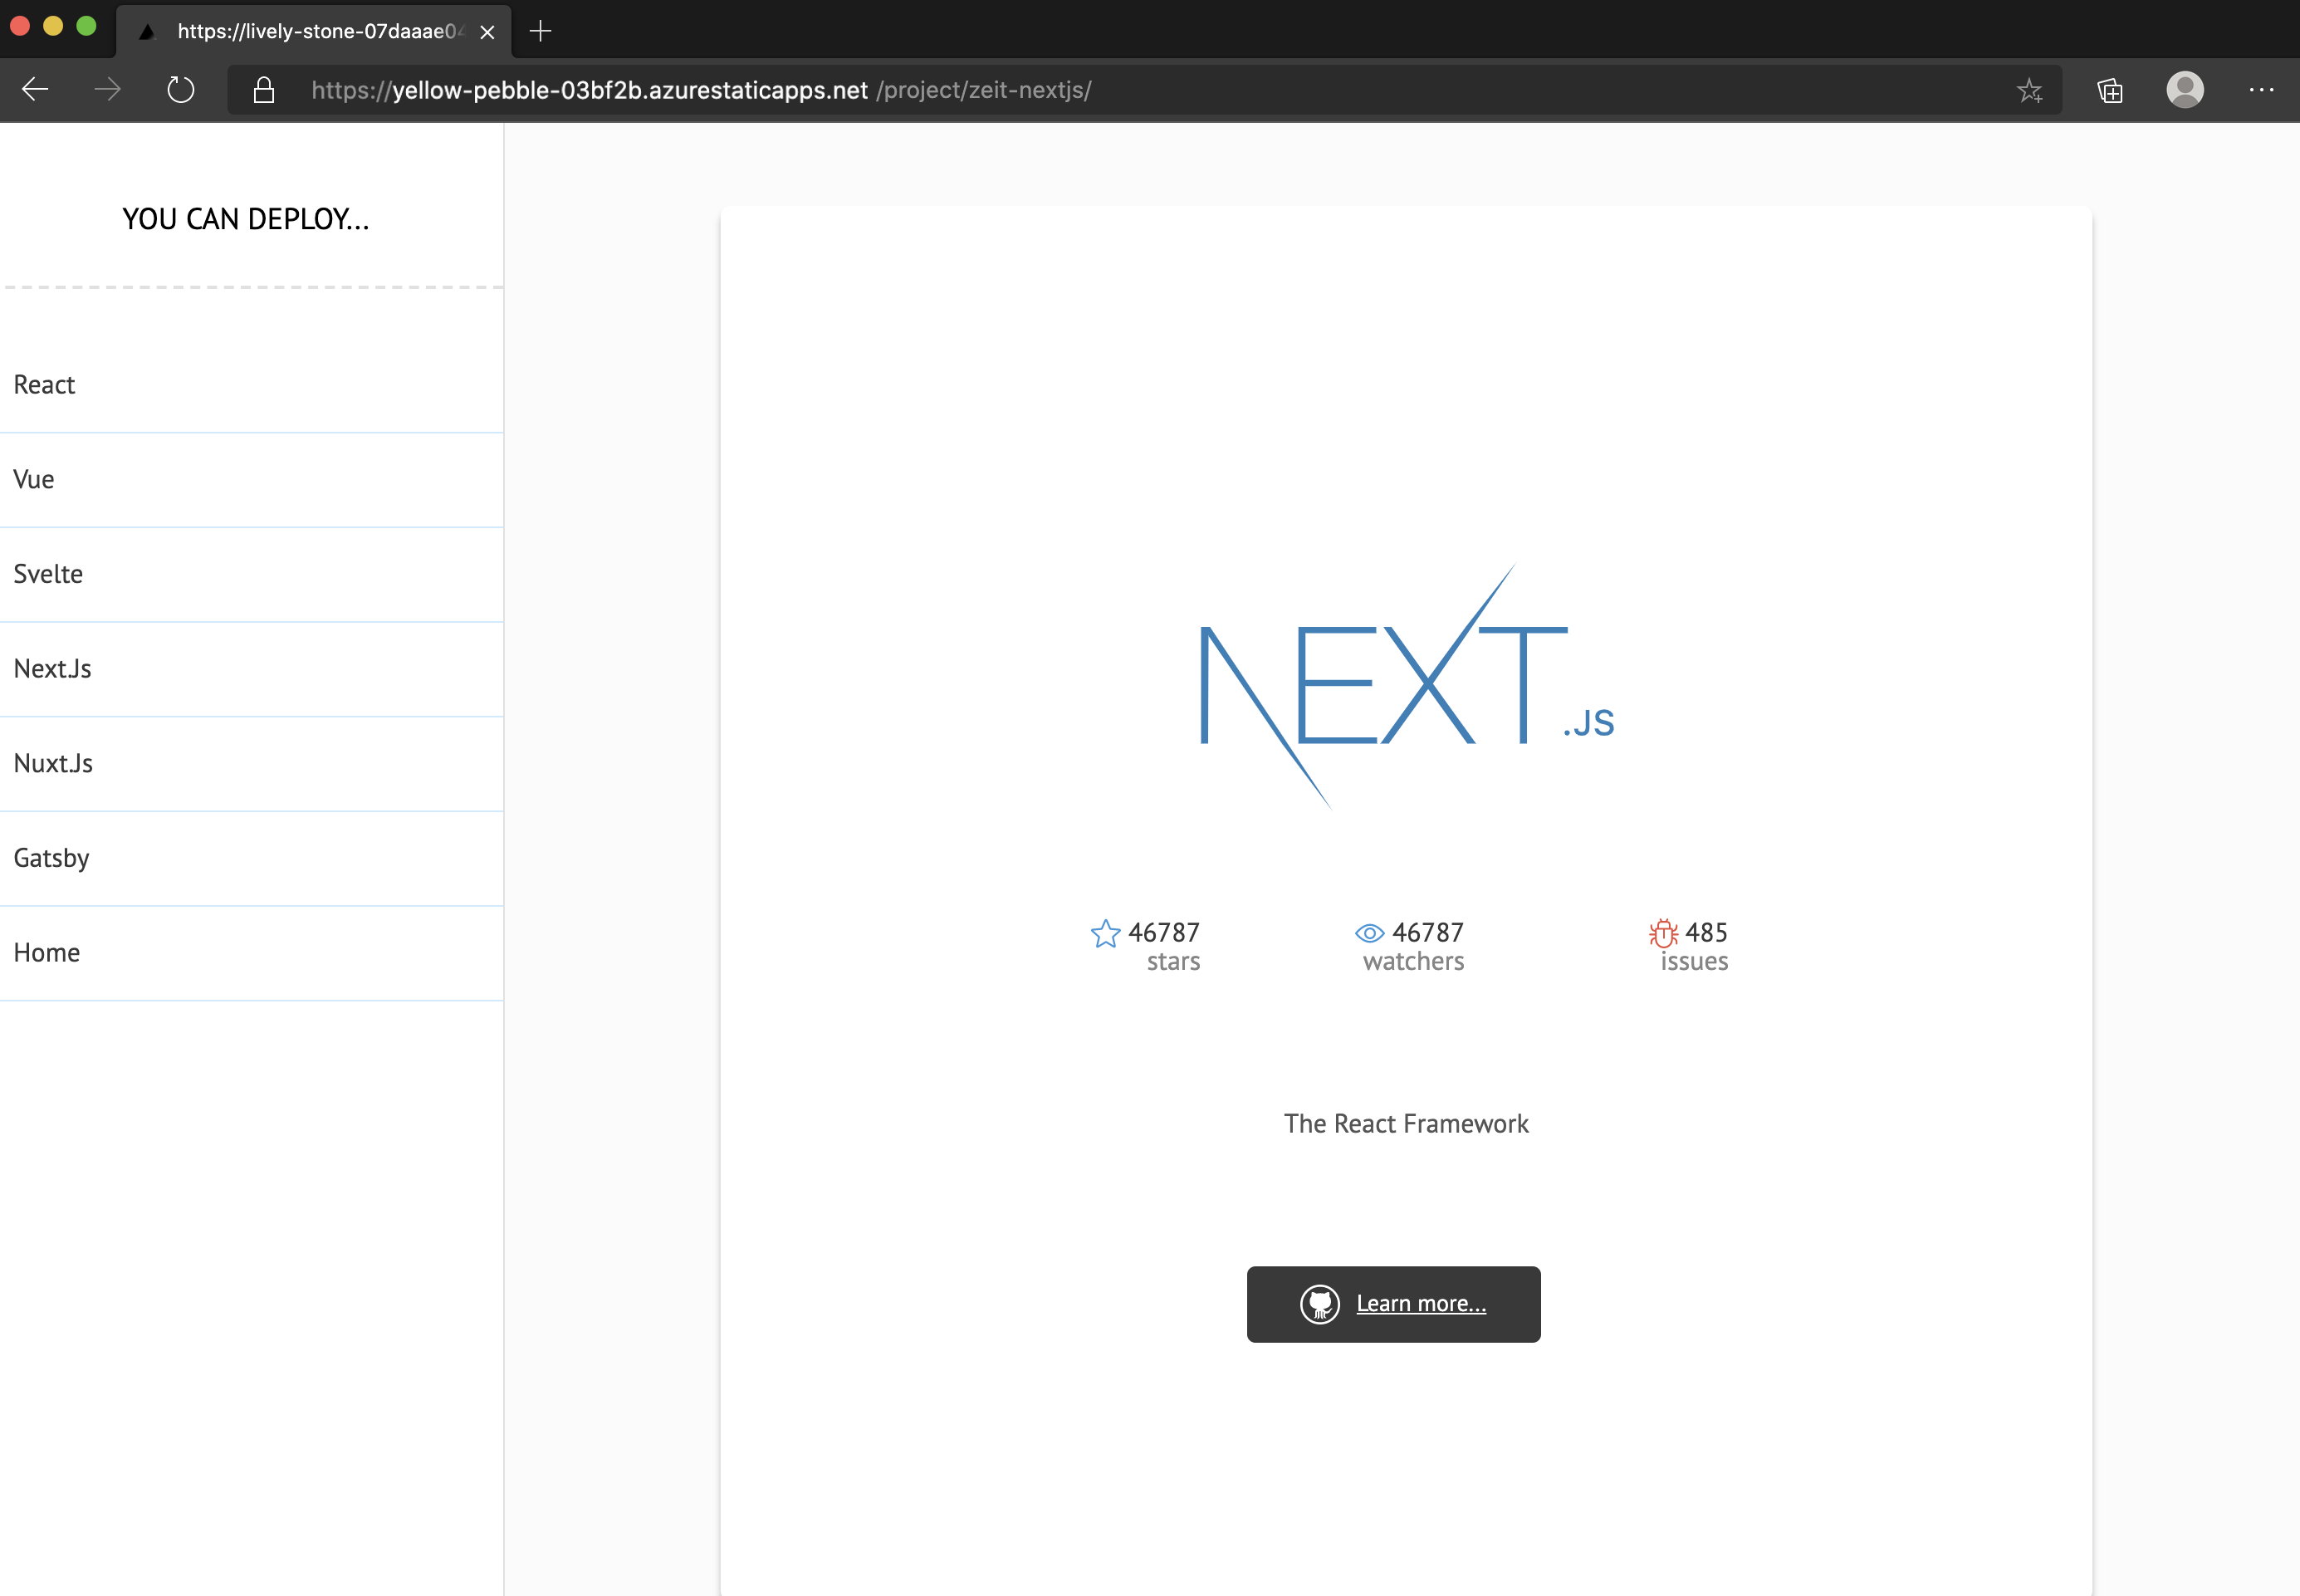 https://lively-stone-07daaae04
https://yellow-pebble-03bf2b.azurestaticapps.net /project/zeit-nextjs/
YOU CAN DEPLOY...
React
Vue
Svelte
Next.Js
Nuxt.Js
Gatsby
Home
NEXT.JS
46787 46787 485
stars watchers issues
The React Framework
Learn more...